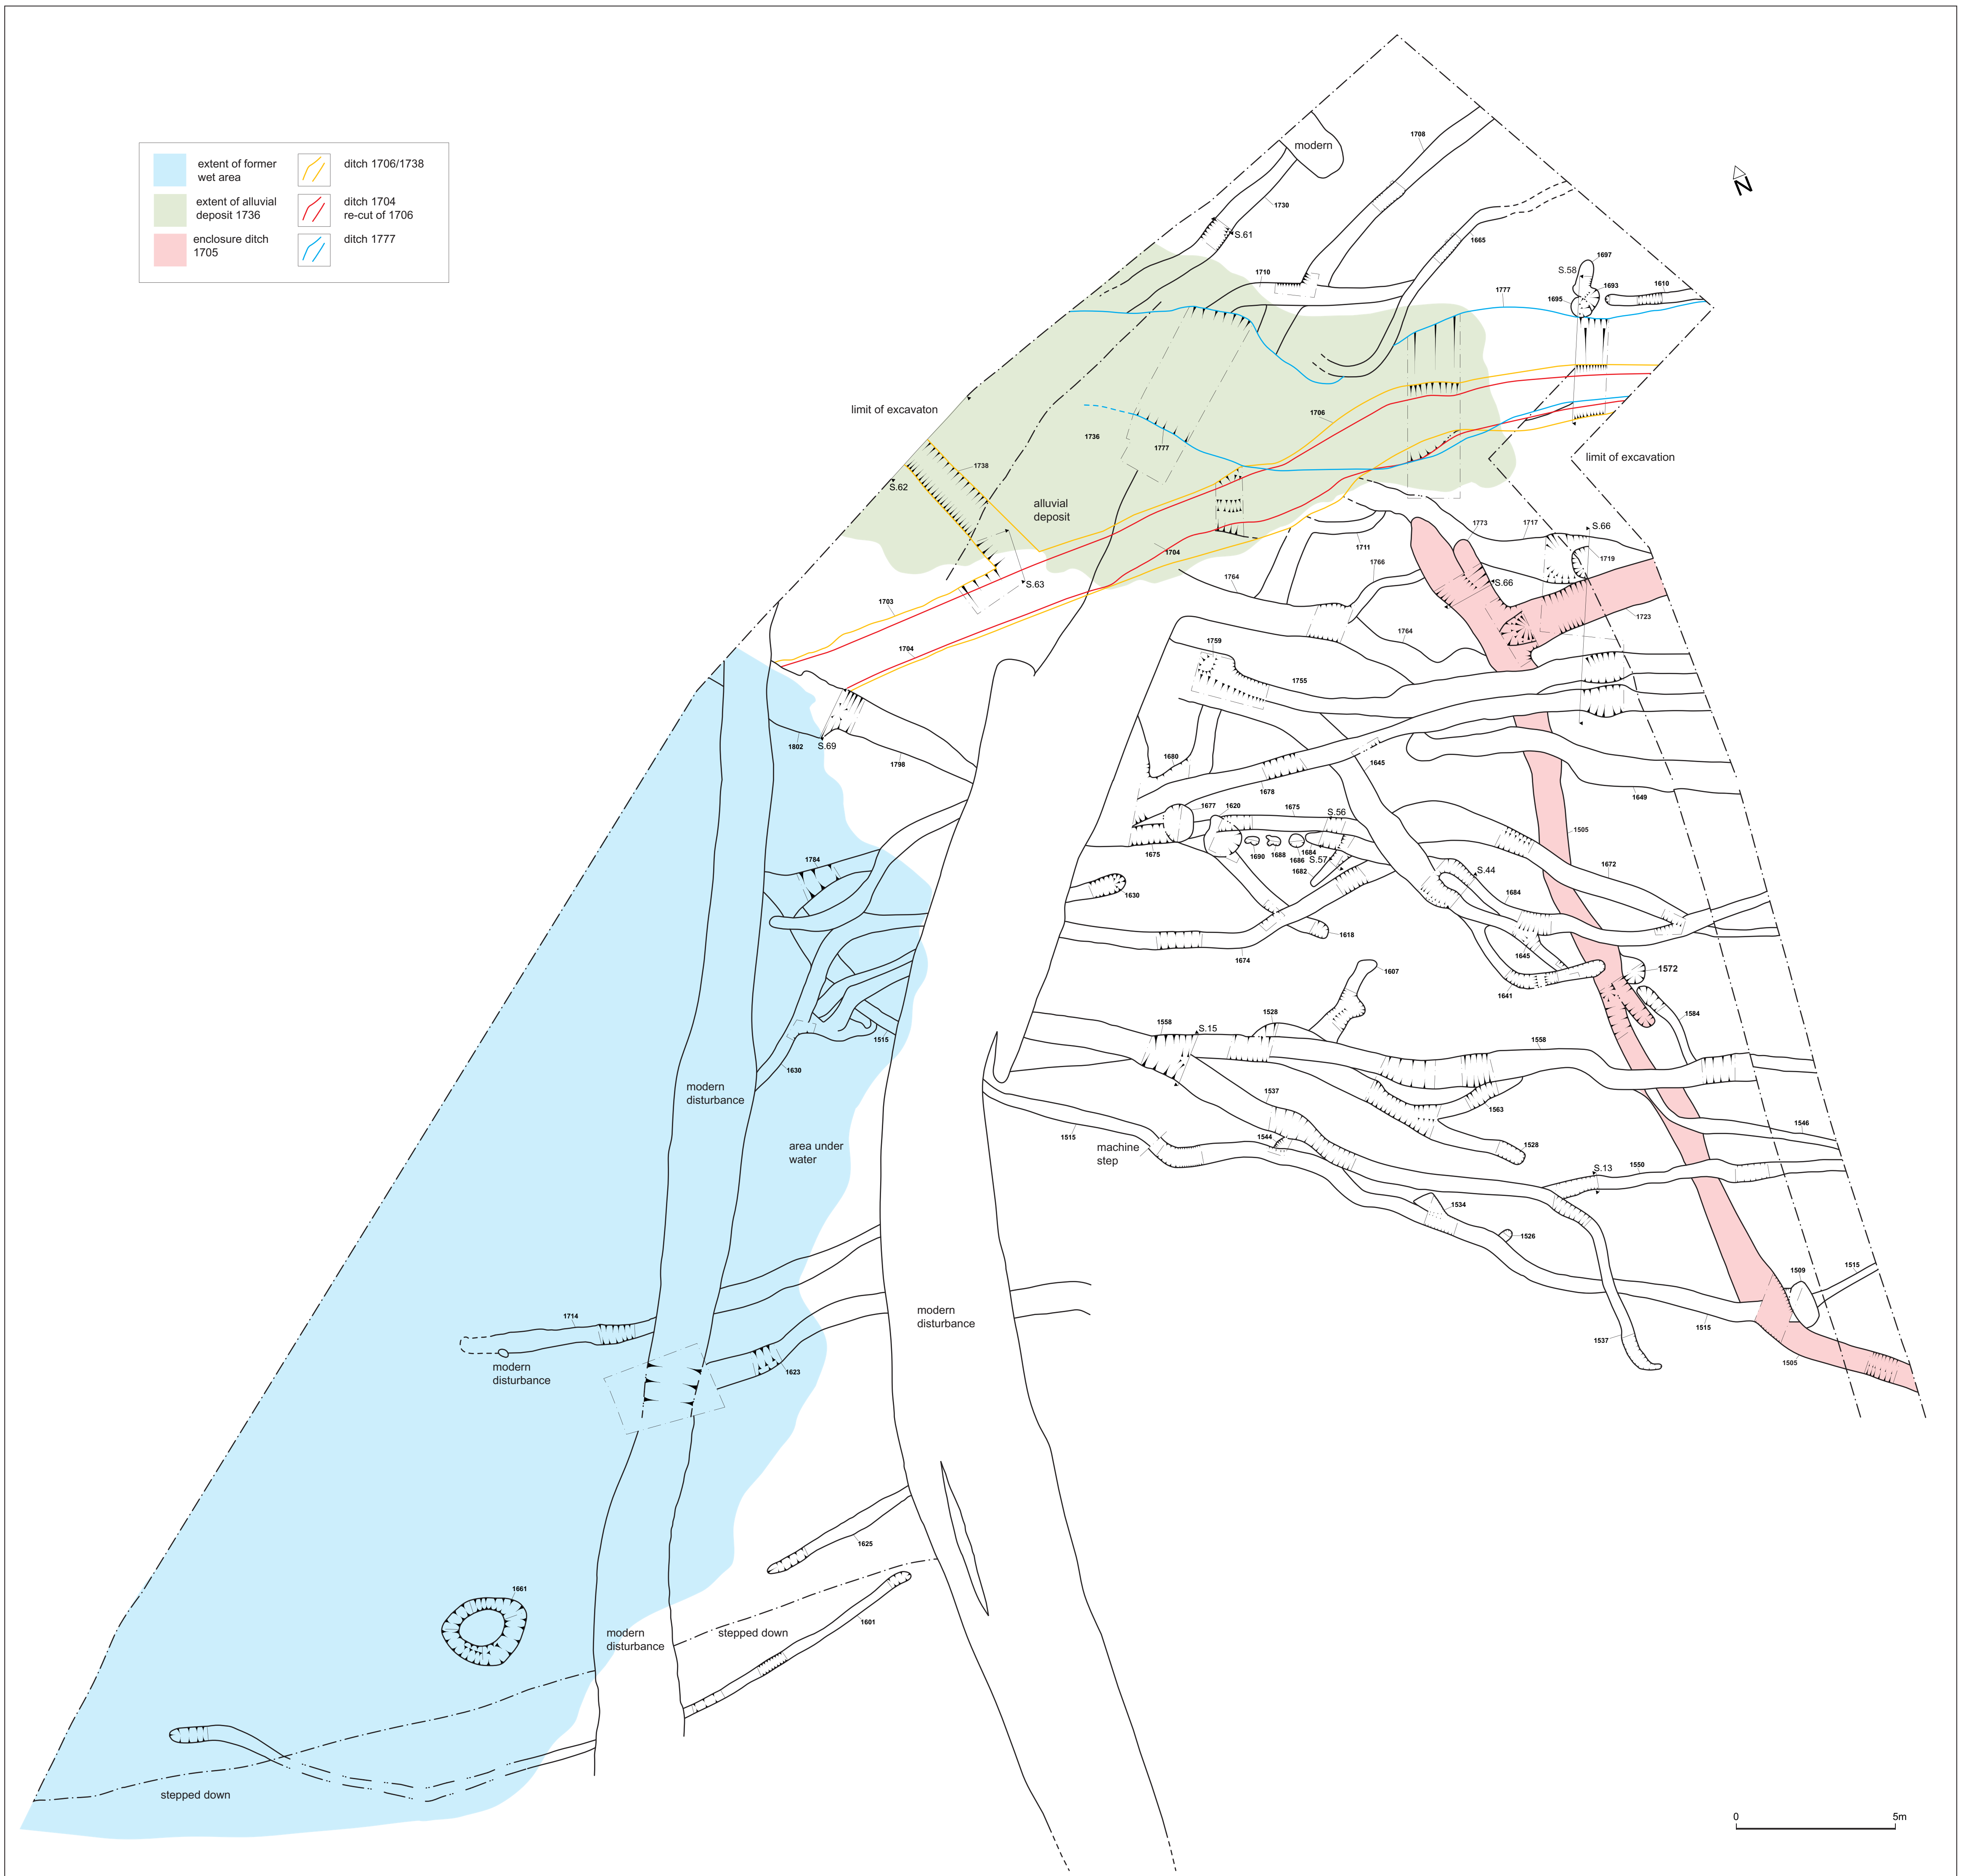 extent of former
wet area
ditch 1706/1738
extent of alluvial
deposit 1736
ditch 1704
re-cut of 1706
enclosure ditch
1705
ditch 1777
modern
1708
N
1730
S.61
1665
1697
S.58
1710
1693
1610
1695
1777
limit of excavaton
1706
1736
1777
limit of excavation
1738
S.62
alluvial
deposit
1773
1717
S.66
1711
1704
1719
1766
1764
S.66
S.63
1703
1723
1764
1759
1704
1755
1802
S.69
1798
1680
1645
1678
1649
1677
1620
1675
S.56
1505
1675
1690
1688
1684
1686
S.57
1682
1784
1672
S.44
1630
1684
1618
1645
1674
1572
1607
1641
1584
1558
S.15
1528
1515
1558
1630
modern
disturbance
1537
1563
1546
1515
machine
step
1544
1528
area under
water
S.13
1550
1534
1526
1509
1515
modern
disturbance
1714
1515
1537
1505
modern
disturbance
1623
1625
1661
1601
modern
disturbance
stepped down
stepped down
0
5m